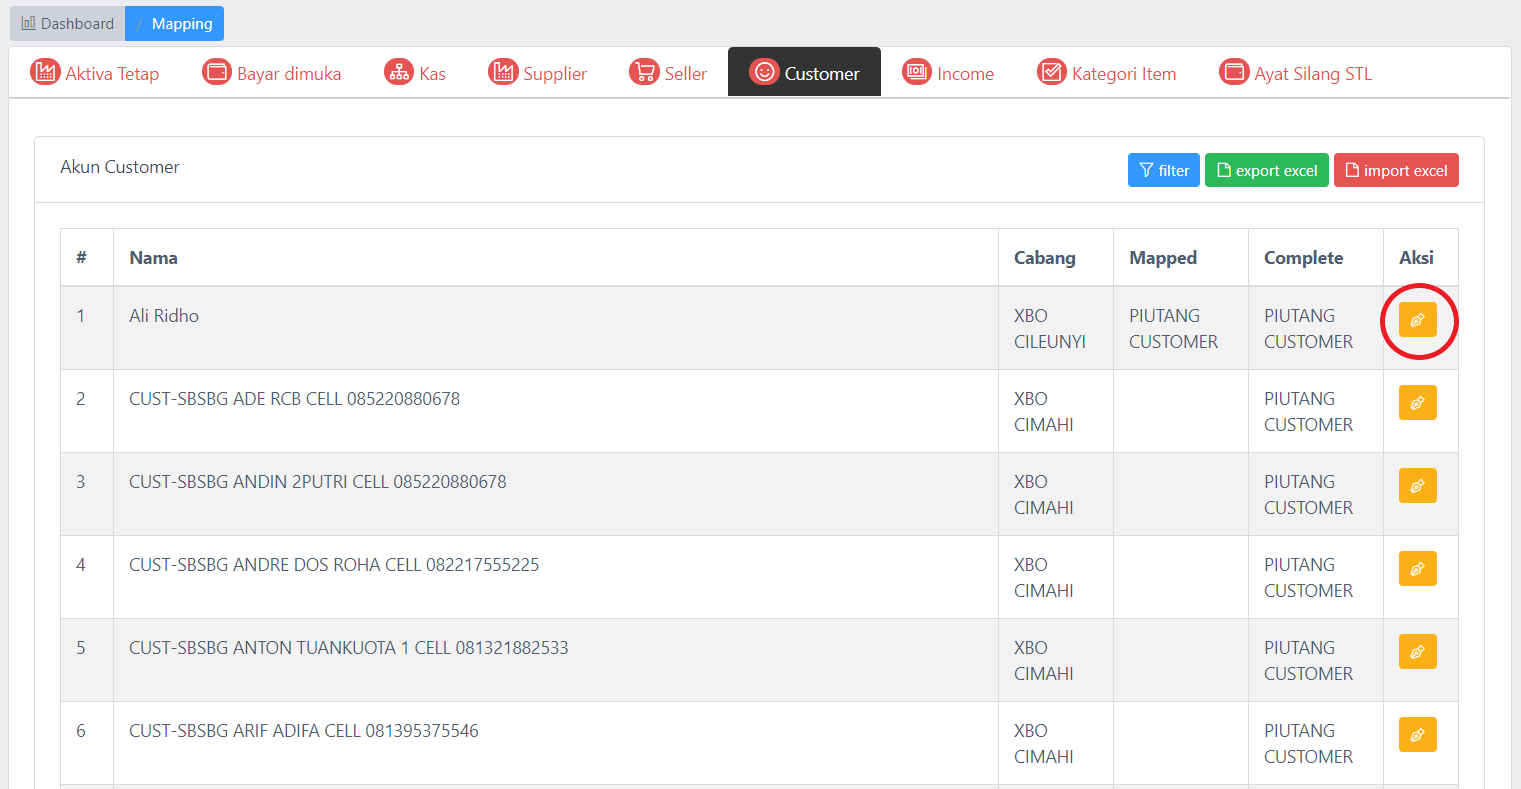 Dashboard / Mapping
Aktiva Tetap Bayar dimuka Kas Supplier Seller Customer Income Kategori Item Ayat Silang STL
Akun Customer filter export excel import excel
# Nama Cabang Mapped Complete Aksi
1 Ali Ridho XBO CILEUNYI PIUTANG CUSTOMER PIUTANG CUSTOMER
2 CUST-SBSBG ADE RCB CELL 085220880678 XBO CIMAHI PIUTANG CUSTOMER
3 CUST-SBSBG ANDIN 2PUTRI CELL 085220880678 XBO CIMAHI PIUTANG CUSTOMER
4 CUST-SBSBG ANDRE DOS ROHA CELL 082217555225 XBO CIMAHI PIUTANG CUSTOMER
5 CUST-SBSBG ANTON TUANKUOTA 1 CELL 081321882533 XBO CIMAHI PIUTANG CUSTOMER
6 CUST-SBSBG ARIF ADIFA CELL 081395375546 XBO CIMAHI PIUTANG CUSTOMER